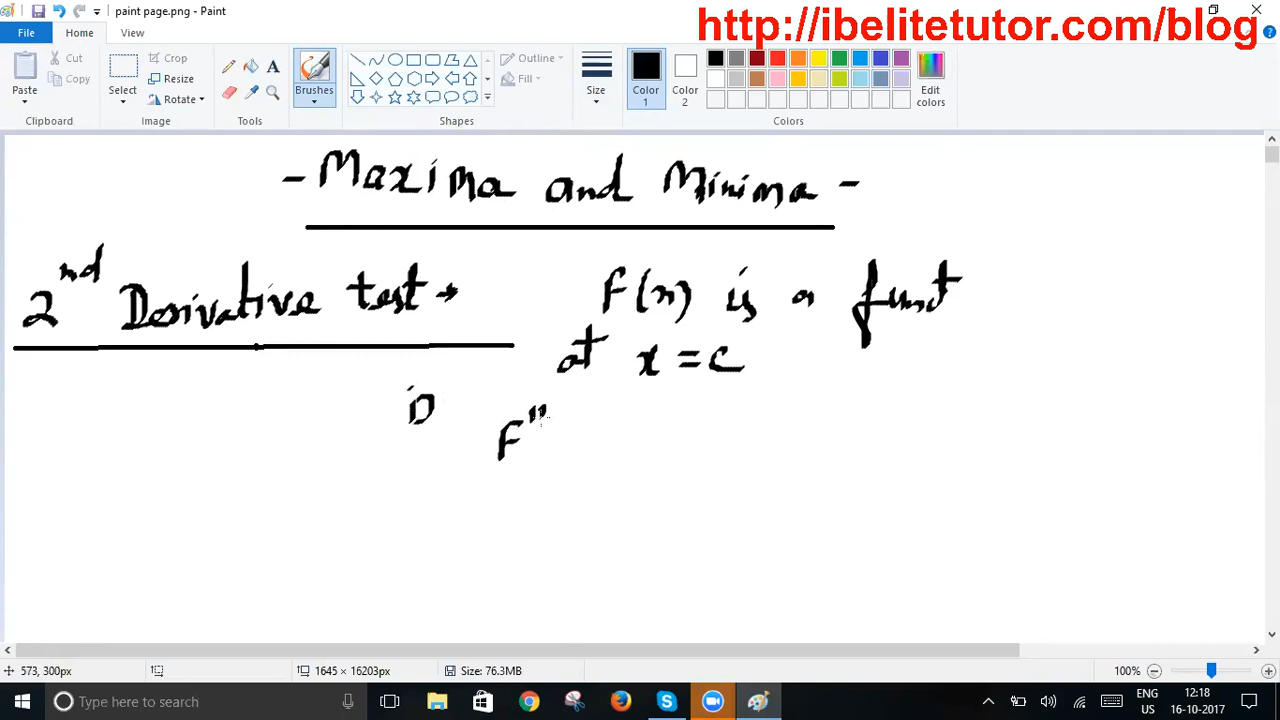 paint page.png - Paint
http://ibelitetutor.com/blog
File Home View
Paste Cut Copy Clipboard
Select Crop Resize Rotate Image
Tools
Brushes
Outline Fill Shapes
Size
Color 1 Color 2 Edit colors Colors
- Maxima and Minima -
2nd Derivative test → F(x) is a funct
at x = c
i) F"
573, 300px 1645 × 16203px Size: 76.3MB 100%
Type here to search ENG US 12:18 16-10-2017